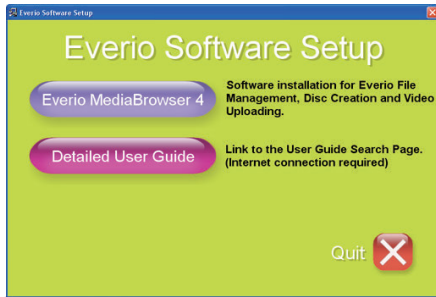 Everio Software Setup
Everio Software Setup
Everio MediaBrowser 4
Software installation for Everio File
Management, Disc Creation and Video
Uploading.
Detailed User Guide
Link to the User Guide Search Page.
(Internet connection required)
Quit